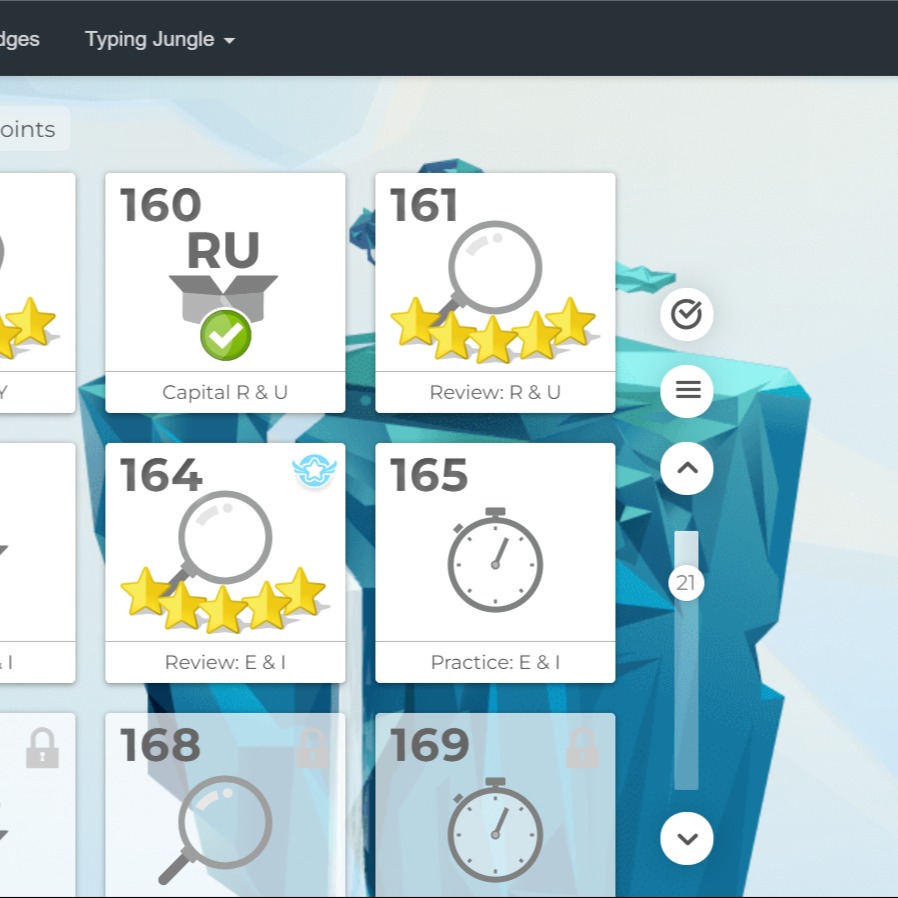 dges Typing Jungle
oints
160 161
RU
Y Capital R & U Review: R & U
164 165
21
& I Review: E & I Practice: E & I
168 169